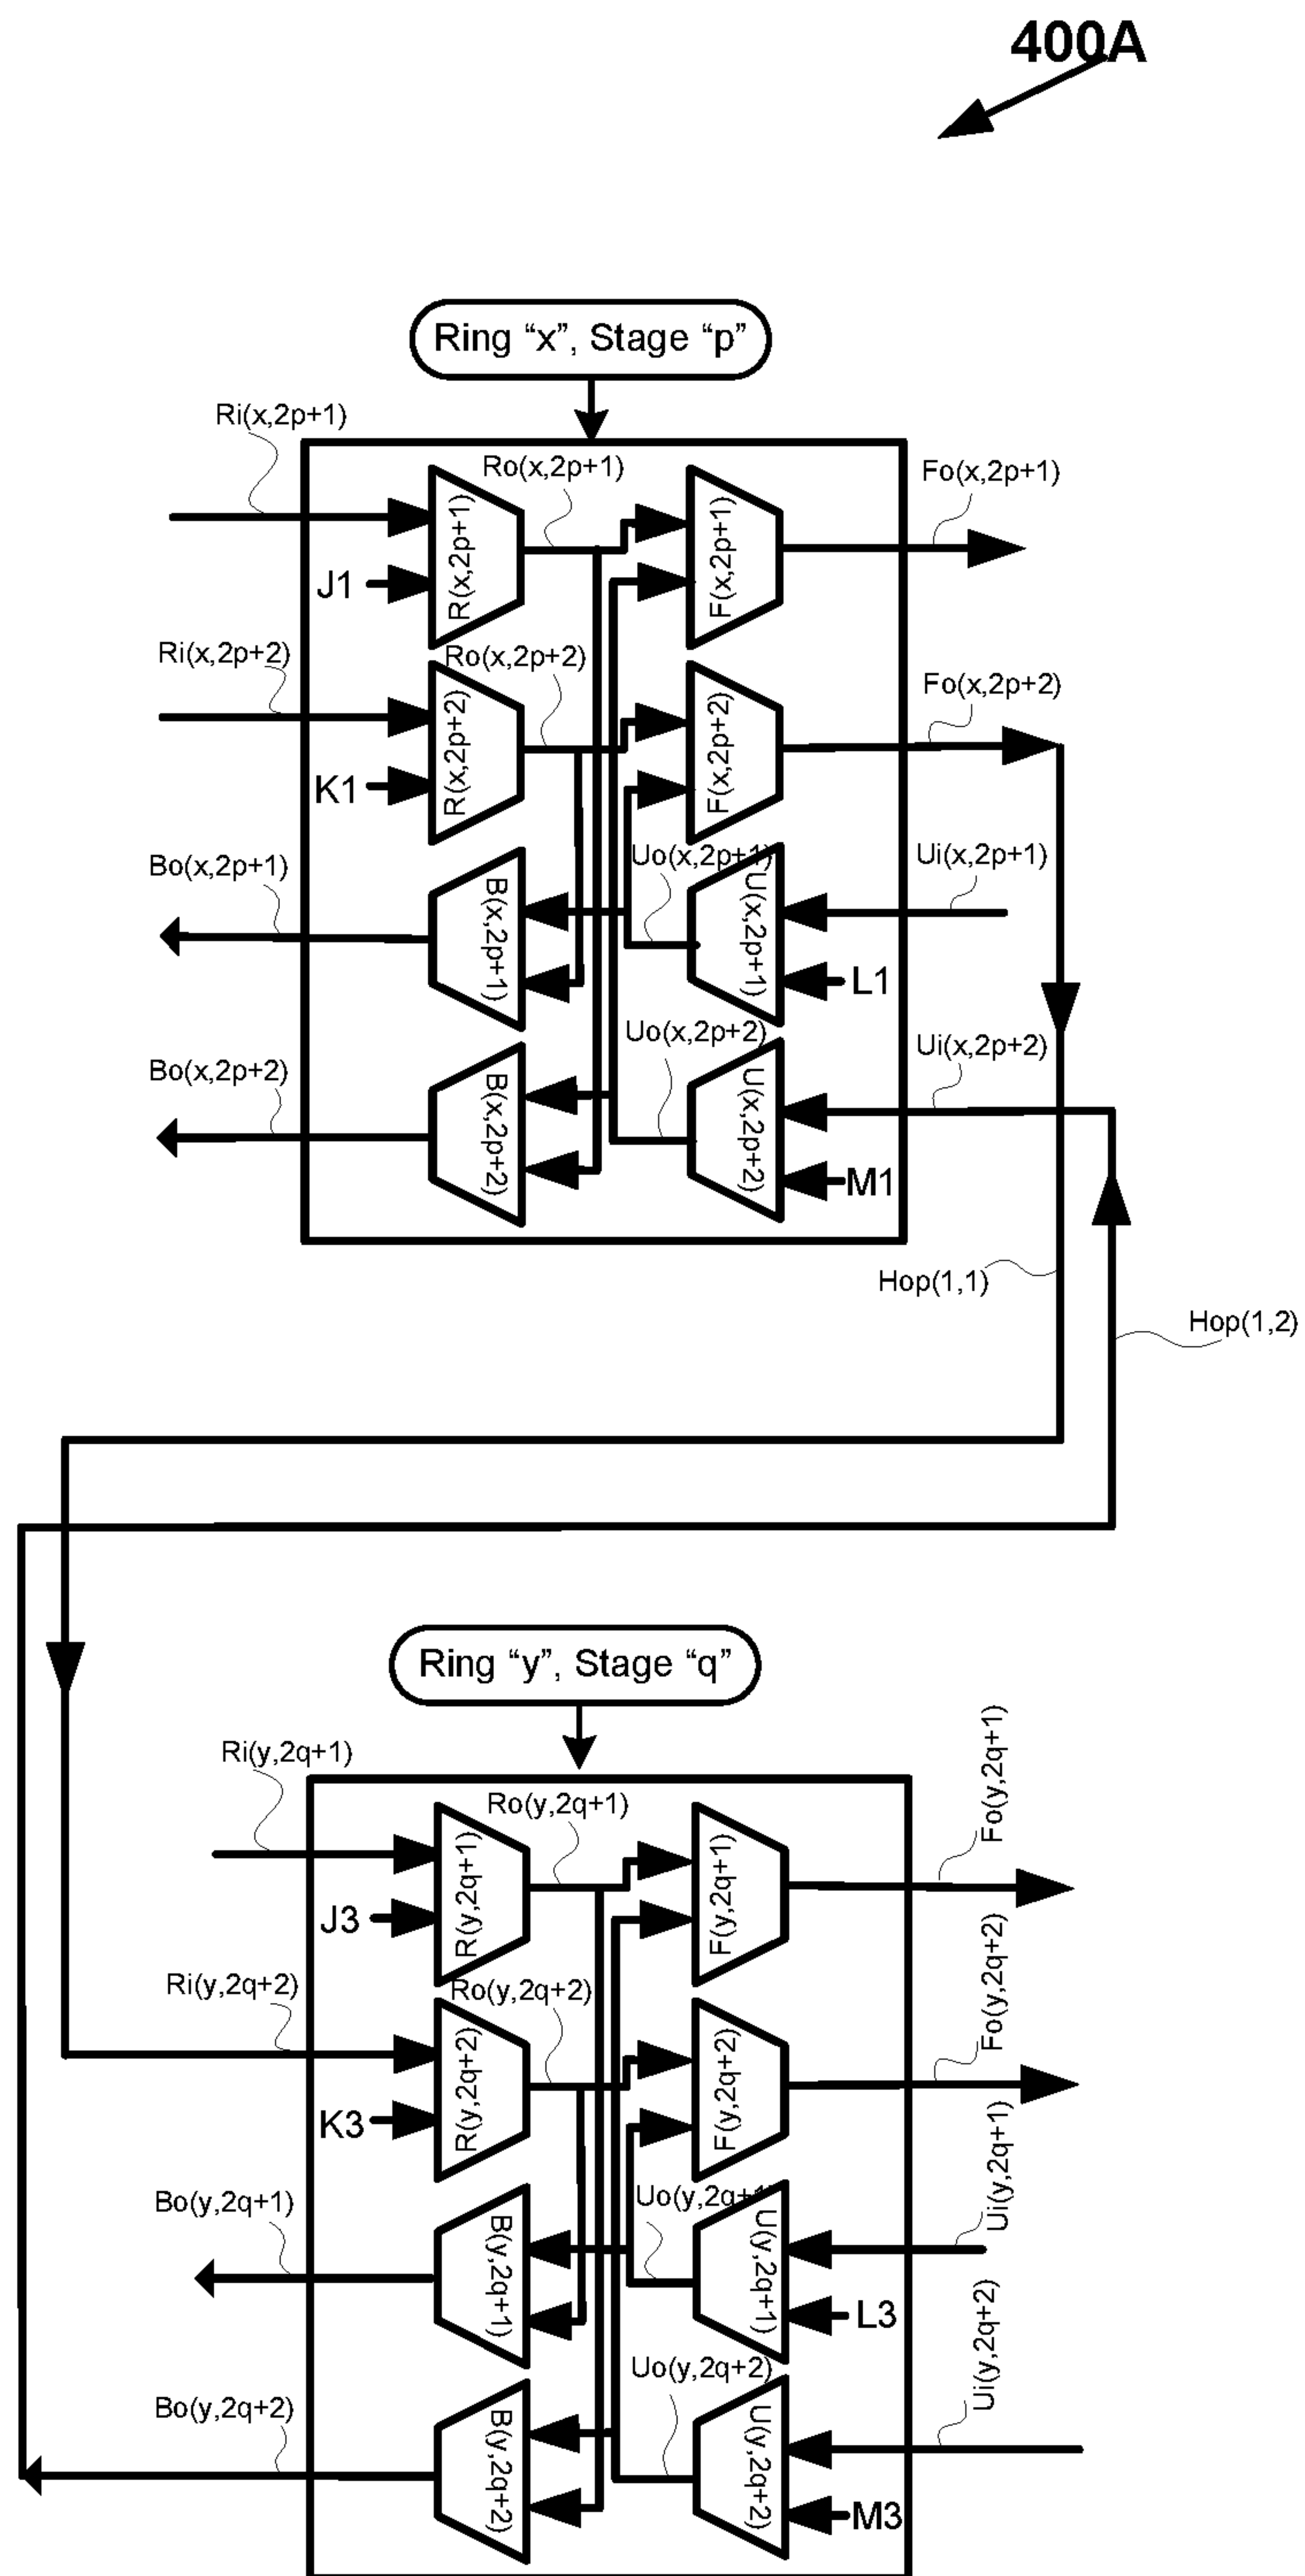 400A
Ring “x”, Stage “p”
Ri(x,2p+1)
Ro(x,2p+1)
Fo(x,2p+1)
R(x,2p+1)
F(x,2p+1)
J1
Ri(x,2p+2)
Ro(x,2p+2)
Fo(x,2p+2)
R(x,2p+2)
F(x,2p+2)
K1
Bo(x,2p+1)
Uo(x,2p+1)
Ui(x,2p+1)
B(x,2p+1)
U(x,2p+1)
L1
Bo(x,2p+2)
Uo(x,2p+2)
Ui(x,2p+2)
B(x,2p+2)
U(x,2p+2)
M1
Hop(1,1)
Hop(1,2)
Ring “y”, Stage “q”
Ri(y,2q+1)
Ro(y,2q+1)
Fo(y,2q+1)
R(y,2q+1)
F(y,2q+1)
J3
Ri(y,2q+2)
Ro(y,2q+2)
Fo(y,2q+2)
R(y,2q+2)
F(y,2q+2)
K3
Bo(y,2q+1)
Uo(y,2q+1)
Ui(y,2q+1)
B(y,2q+1)
U(y,2q+1)
L3
Bo(y,2q+2)
Uo(y,2q+2)
Ui(y,2q+2)
B(y,2q+2)
U(y,2q+2)
M3